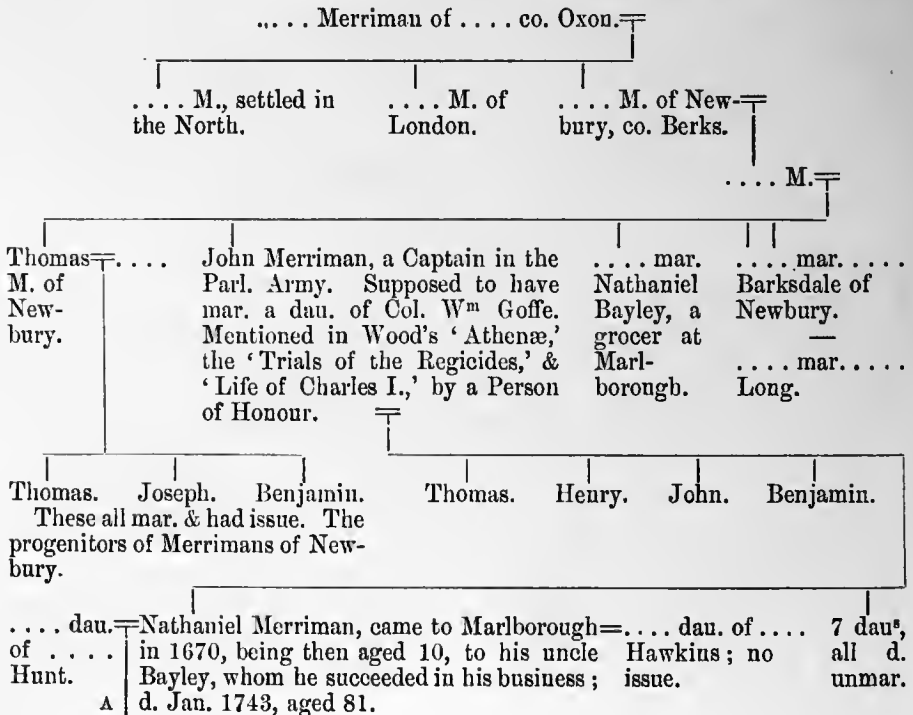 .,... Merriman of .... co. Oxon.
.... M., settled in
the North.
.... M. of
London.
.... M. of New-
bury, co. Berks.
.... M.
Thomas
M. of
New-
bury.
....
John Merriman, a Captain in the
Parl. Army. Supposed to have
mar. a dau. of Col. Wm Goffe.
Mentioned in Wood's ‘Athenæ,’
the ‘Trials of the Regicides,’ &
‘Life of Charles I.,’ by a Person
of Honour.
.... mar.
Nathaniel
Bayley, a
grocer at
Marl-
borough.
.... mar.....
Barksdale of
Newbury.
—
.... mar.....
Long.
Thomas. Joseph. Benjamin.
These all mar. & had issue. The
progenitors of Merrimans of New-
bury.
Thomas. Henry. John. Benjamin.
.... dau.
of ....
Hunt.
A
Nathaniel Merriman, came to Marlborough
in 1670, being then aged 10, to his uncle
Bayley, whom he succeeded in his business;
d. Jan. 1743, aged 81.
.... dau. of ....
Hawkins; no
issue.
7 daus,
all d.
unmar.